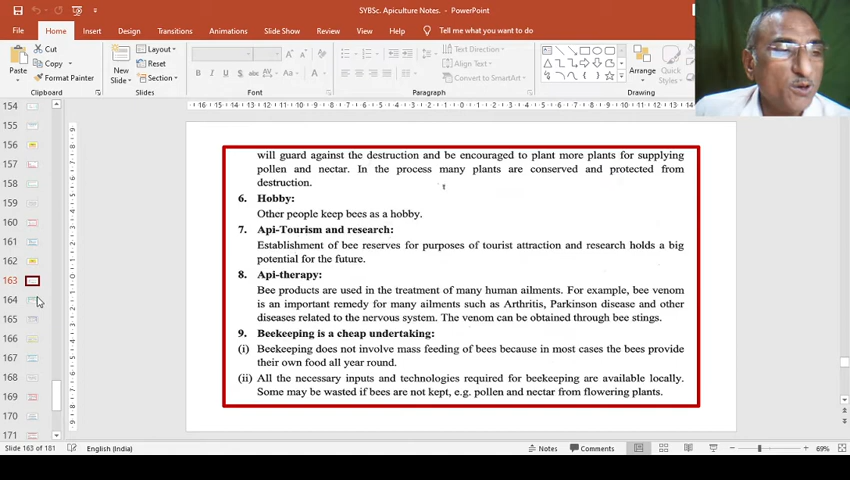 SYBSc. Apiculture Notes. - PowerPoint
File Home Insert Design Transitions Animations Slide Show Review View Help Tell me what you want to do
Cut
Copy
Format Painter
Paste
Clipboard
New
Slide
Layout
Reset
Section
Slides
Font
Paragraph
Text Direction
Align Text
Convert to SmartArt
Arrange
Quick
Styles
Drawing
154
155
156
157
158
159
160
161
162
163
164
165
166
167
168
169
170
171
will guard against the destruction and be encouraged to plant more plants for supplying
pollen and nectar. In the process many plants are conserved and protected from
destruction.
6. Hobby:
Other people keep bees as a hobby.
7. Api-Tourism and research:
Establishment of bee reserves for purposes of tourist attraction and research holds a big
potential for the future.
8. Api-therapy:
Bee products are used in the treatment of many human ailments. For example, bee venom
is an important remedy for many ailments such as Arthritis, Parkinson disease and other
diseases related to the nervous system. The venom can be obtained through bee stings.
9. Beekeeping is a cheap undertaking:
(i) Beekeeping does not involve mass feeding of bees because in most cases the bees provide
their own food all year round.
(ii) All the necessary inputs and technologies required for beekeeping are available locally.
Some may be wasted if bees are not kept, e.g. pollen and nectar from flowering plants.
Slide 163 of 181 English (India) Notes Comments 69%